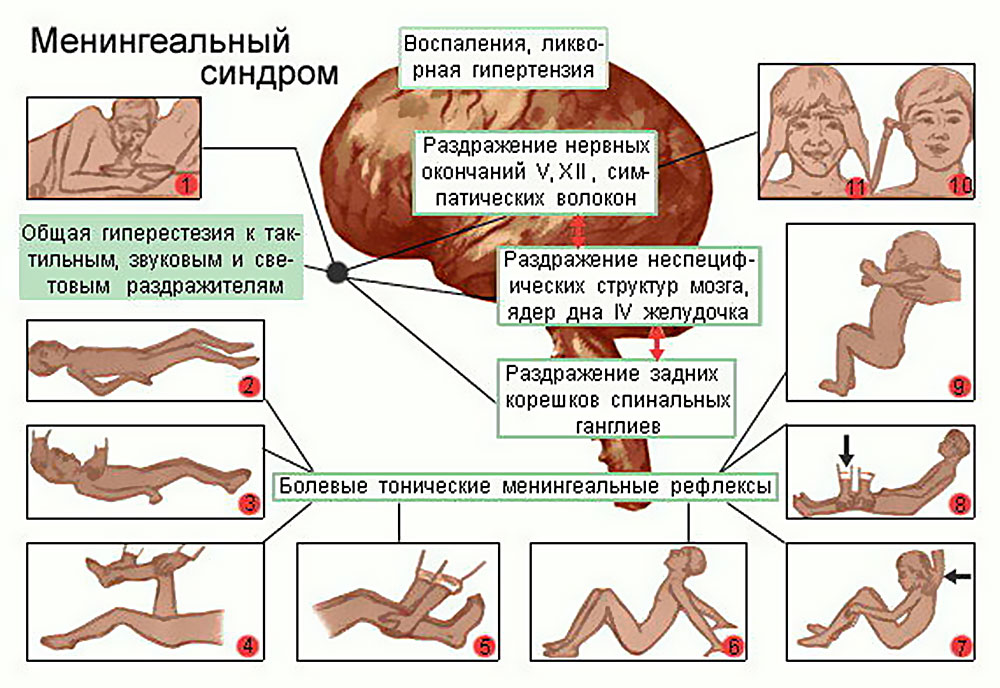 Менингеальный
синдром
Воспаления, ликво-
рная гипертензия
Раздражение нервных
окончаний V, XII , сим-
патических волокон
Общая гиперестезия к так-
тильным, звуковым и све-
товым раздражителям
Раздражение неспециф-
ических структур мозга,
ядер дна IV желудочка
Раздражение задних
корешков спинальных
ганглиев
Болевые тонические менингеальные рефлексы
1
11
10
2
9
3
8
4
5
6
7